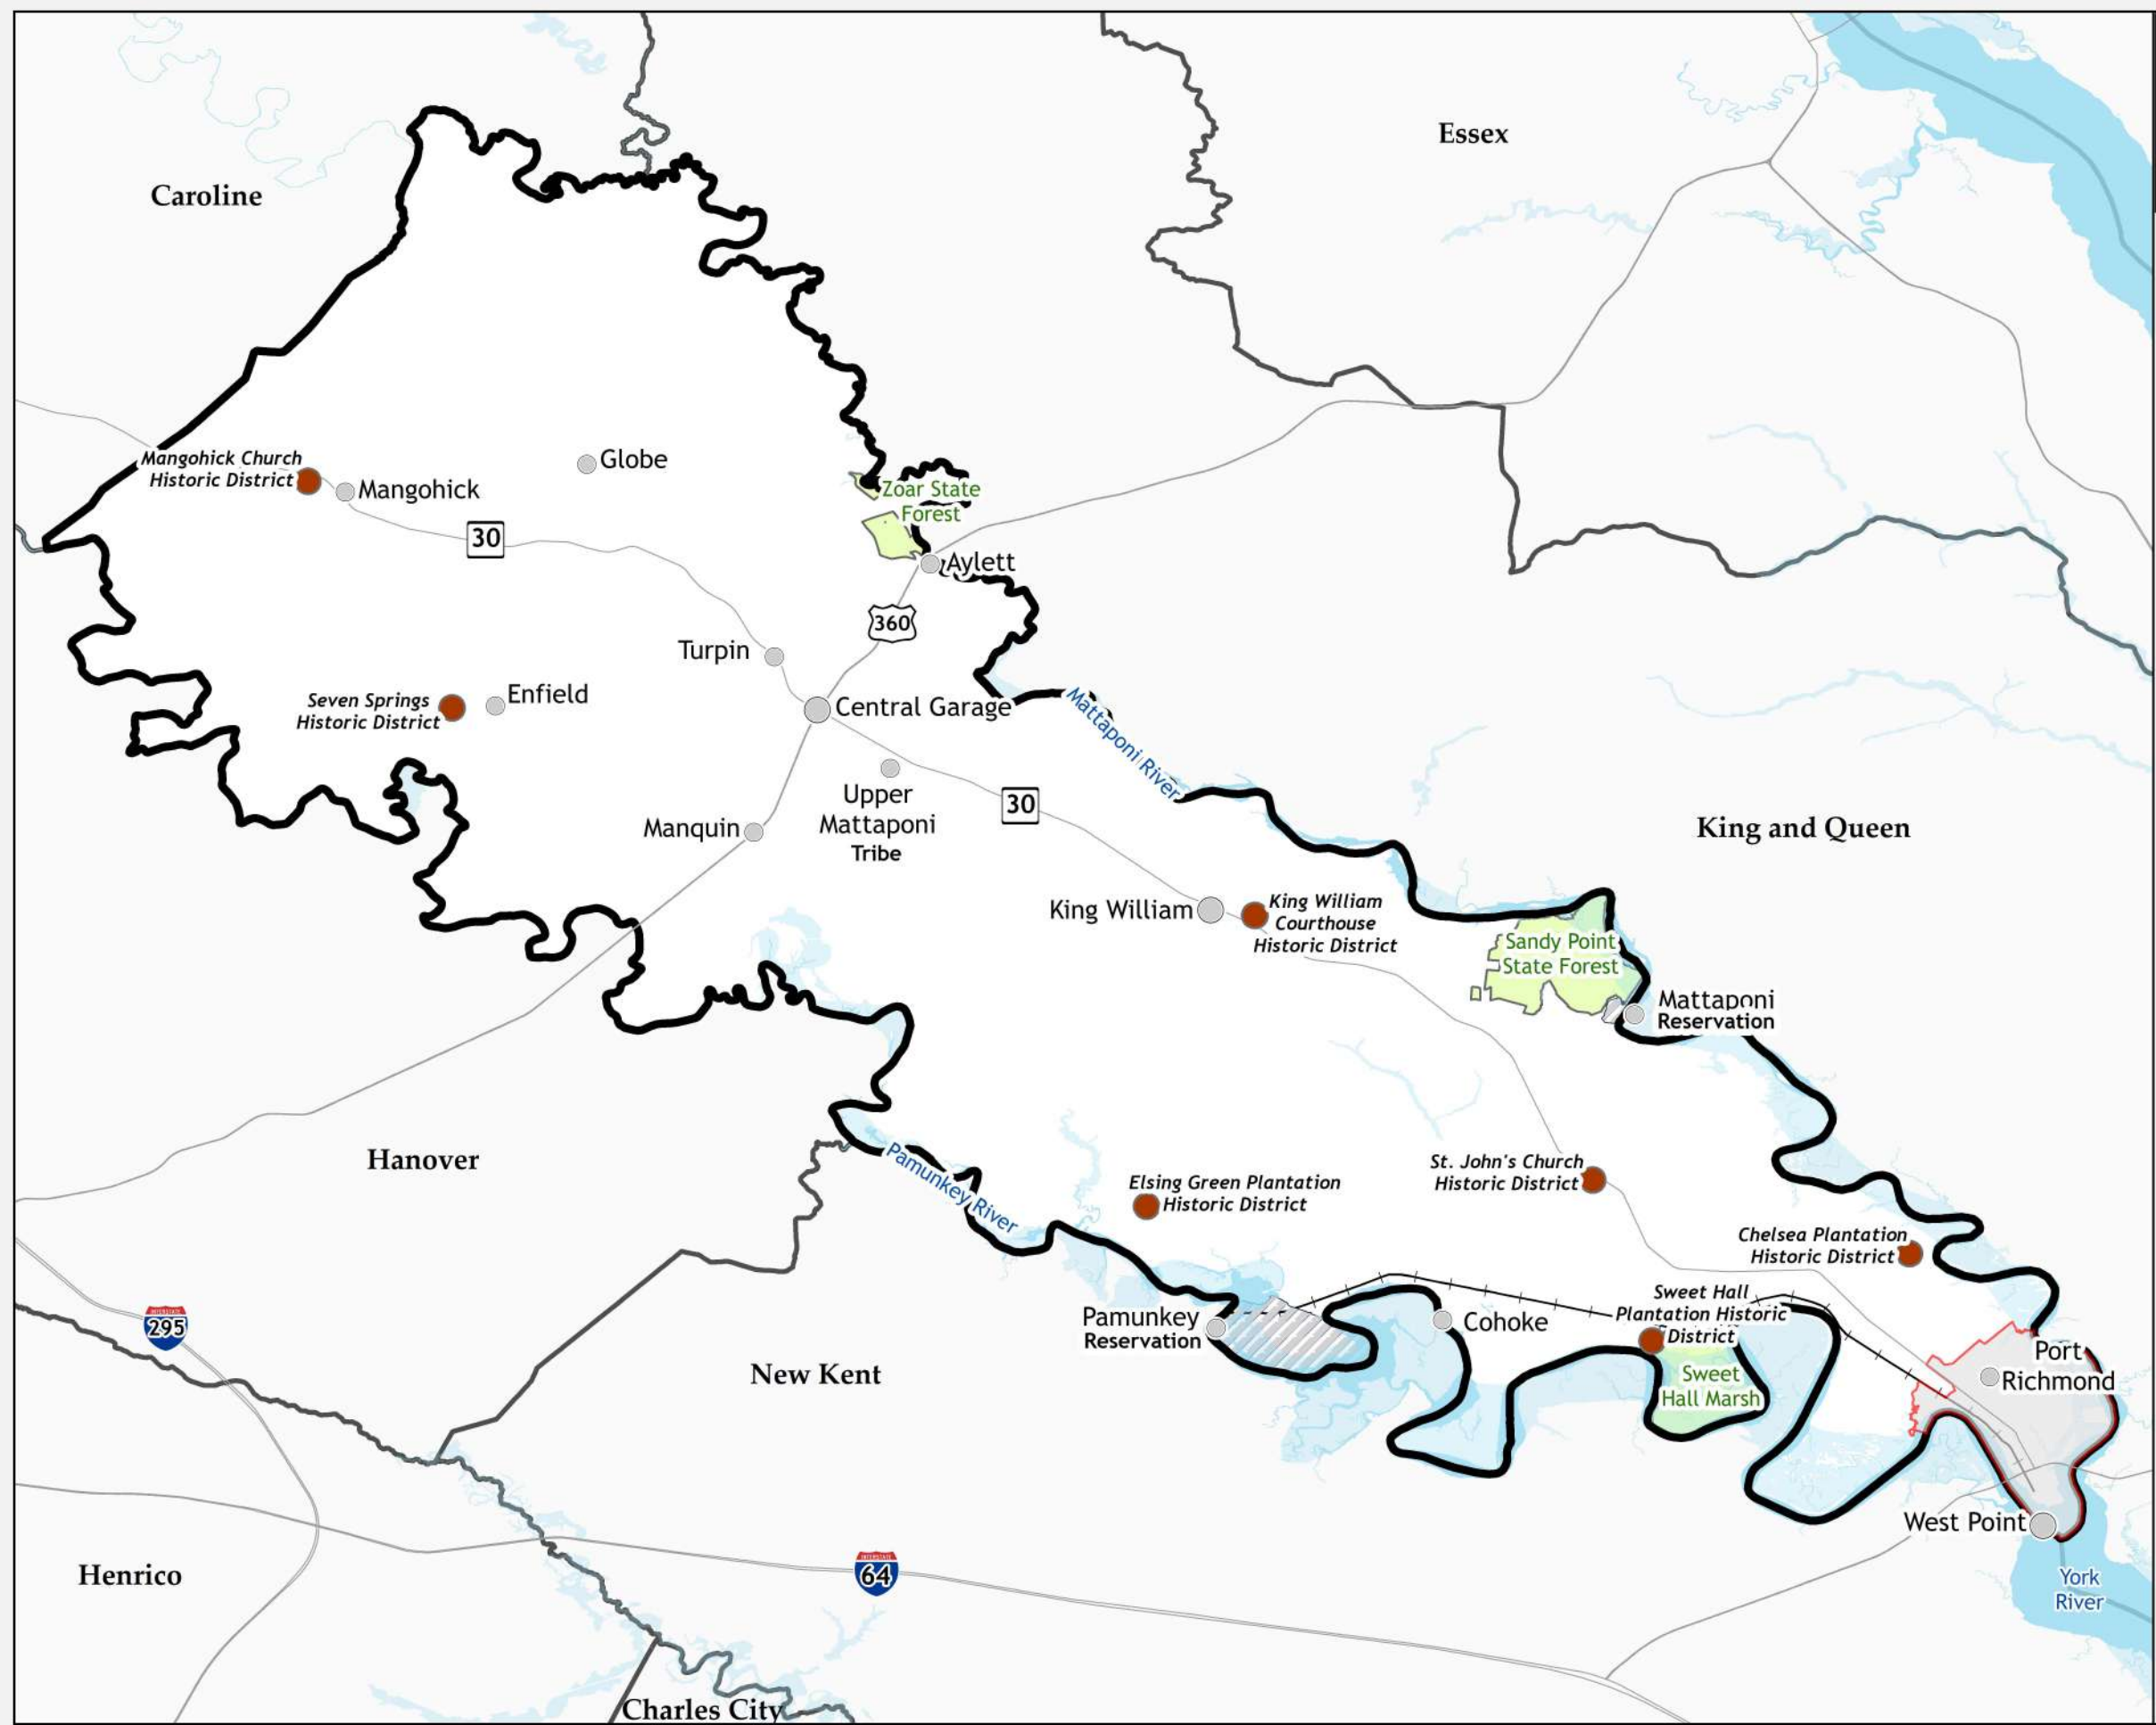 Essex
Caroline
Mangohick Church
Historic District
Mangohick
Globe
Zoar State
Forest
30
Aylett
360
Turpin
Seven Springs
Historic District
Enfield
Central Garage
Mattaponi River
Upper
Mattaponi
Tribe
Manquin
30
King and Queen
King William
King William
Courthouse
Historic District
Sandy Point
State Forest
Mattaponi
Reservation
Hanover
Pamunkey River
Elsing Green Plantation
Historic District
St. John's Church
Historic District
Chelsea Plantation
Historic District
Sweet Hall
Plantation Historic
District
Pamunkey
Reservation
Cohoke
INTERSTATE
295
New Kent
Sweet
Hall Marsh
Port
Richmond
West Point
Henrico
INTERSTATE
64
York
River
Charles City